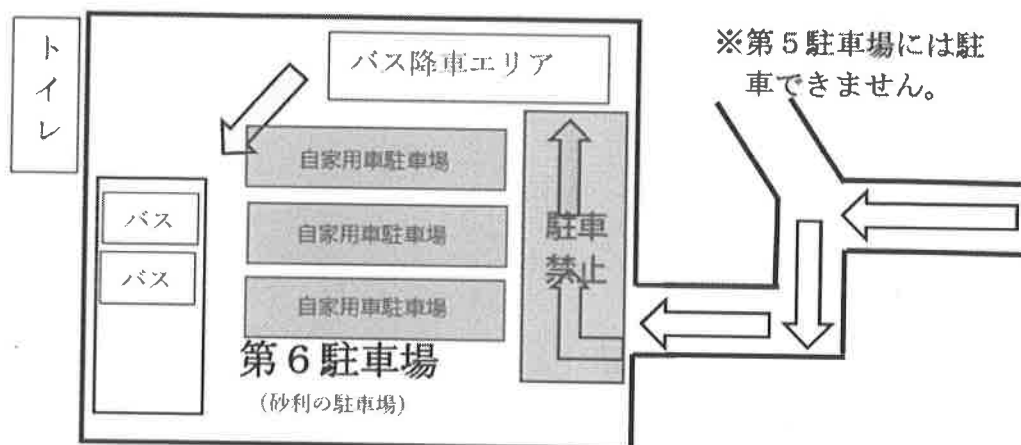 トイレ
バス降車エリア
※第5駐車場には駐
車できません。
自家用車駐車場
自家用車駐車場
自家用車駐車場
駐車
禁止
バス
バス
第6駐車場
(砂利の駐車場)